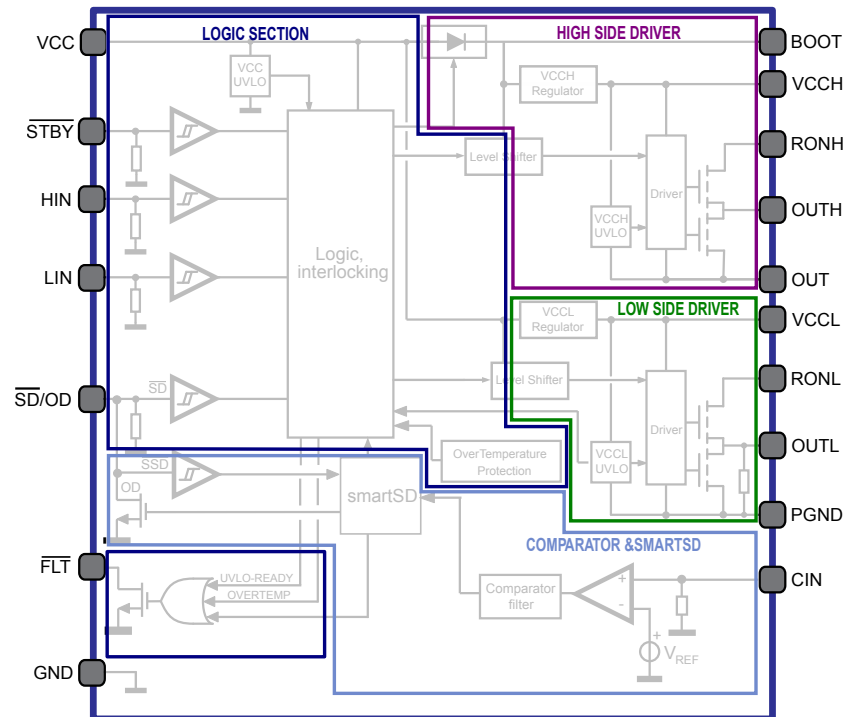 LOGIC SECTION
HIGH SIDE DRIVER
VCC
BOOT
VCC
UVLO
VCCH
Regulator
VCCH
STBY
RONH
Level Shifter
HIN
Driver
OUTH
VCCH
UVLO
Logic,
interlocking
LIN
OUT
LOW SIDE DRIVER
VCCL
VCCL
Regulator
RONL
SD/OD
SD
Level Shifter
Driver
OUTL
OverTemperature
Protection
VCCL
UVLO
SSD
OD
smartSD
PGND
COMPARATOR &SMARTSD
FLT
UVLO-READY
OVERTEMP
Comparator
filter
+
-
CIN
+
VREF
GND